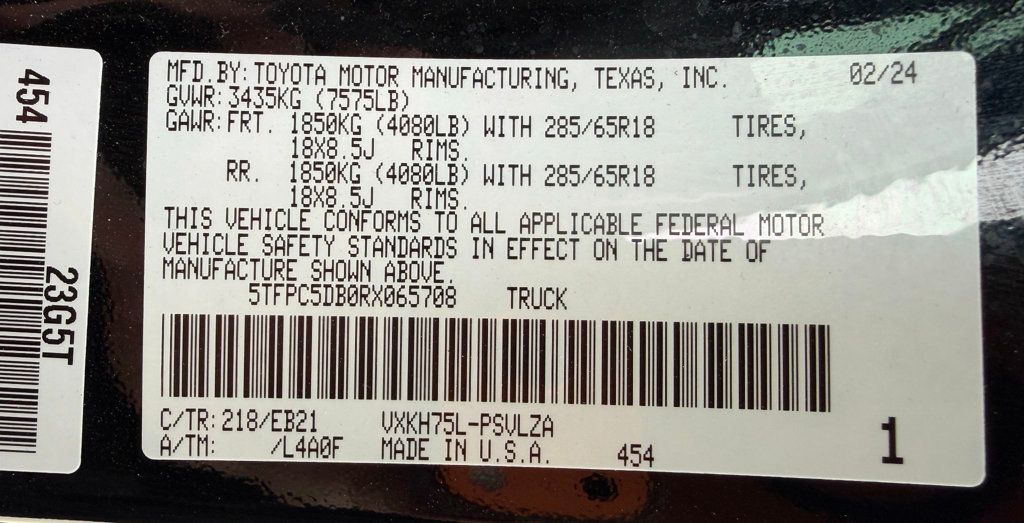 454
23G5T
MFD. BY: TOYOTA MOTOR MANUFACTURING, TEXAS, INC. 02/24
GVWR: 3435KG (7575LB)
GAWR: FRT. 1850KG (4080LB) WITH 285/65R18 TIRES,
18X8.5J RIMS.
RR. 1850KG (4080LB) WITH 285/65R18 TIRES,
18X8.5J RIMS.
THIS VEHICLE CONFORMS TO ALL APPLICABLE FEDERAL MOTOR
VEHICLE SAFETY STANDARDS IN EFFECT ON THE DATE OF
MANUFACTURE SHOWN ABOVE.
5TFPC5DB0RX065708 TRUCK
C/TR: 218/EB21 VXKH75L-PSVLZA
A/TM: /L4A0F MADE IN U.S.A. 454
1